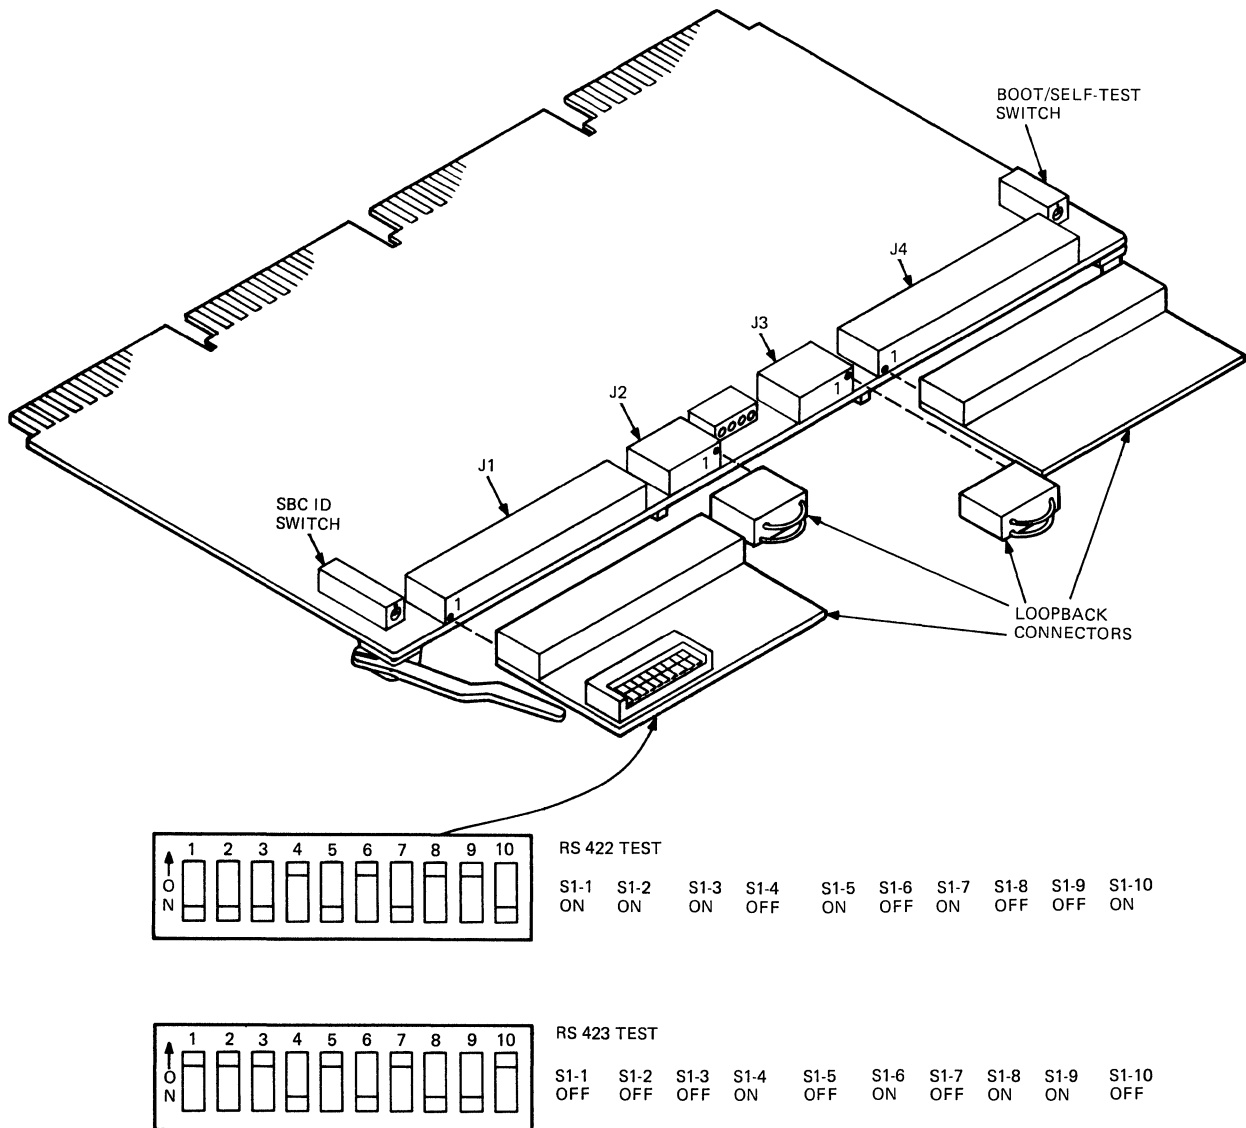 BOOT/SELF-TEST
SWITCH
J4
1
J3
1
J2
1
J1
1
SBC ID
SWITCH
LOOPBACK
CONNECTORS
1 2 3 4 5 6 7 8 9 10
ON
RS 422 TEST
S1-1 S1-2 S1-3 S1-4 S1-5 S1-6 S1-7 S1-8 S1-9 S1-10
ON ON ON OFF ON OFF ON OFF OFF ON
1 2 3 4 5 6 7 8 9 10
ON
RS 423 TEST
S1-1 S1-2 S1-3 S1-4 S1-5 S1-6 S1-7 S1-8 S1-9 S1-10
OFF OFF OFF ON OFF ON OFF ON ON OFF